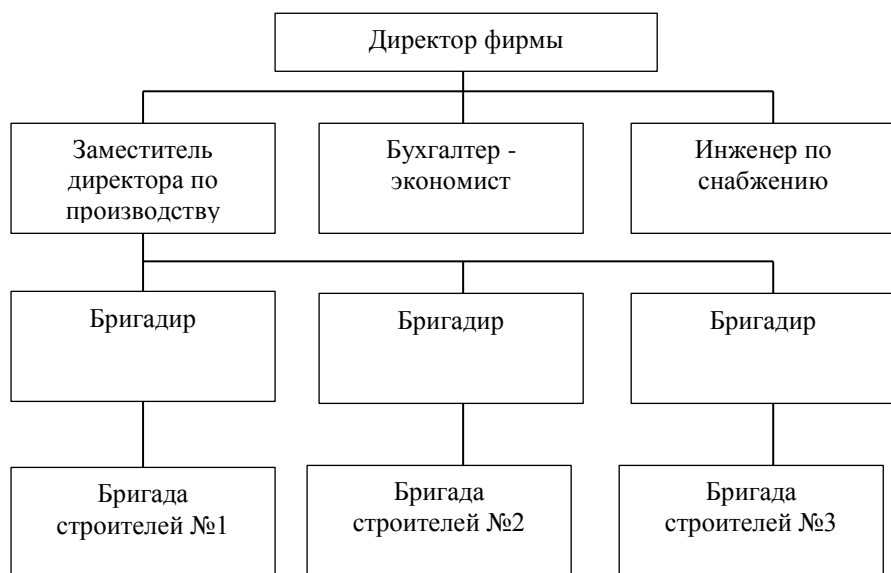 Директор фирмы
Заместитель
директора по
производству
Бухгалтер -
экономист
Инженер по
снабжению
Бригадир
Бригадир
Бригадир
Бригада
строителей №1
Бригада
строителей №2
Бригада
строителей №3